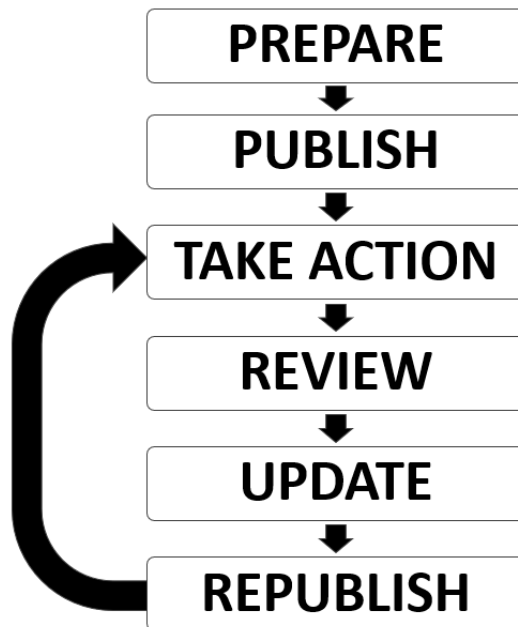 PREPARE
PUBLISH
TAKE ACTION
REVIEW
UPDATE
REPUBLISH